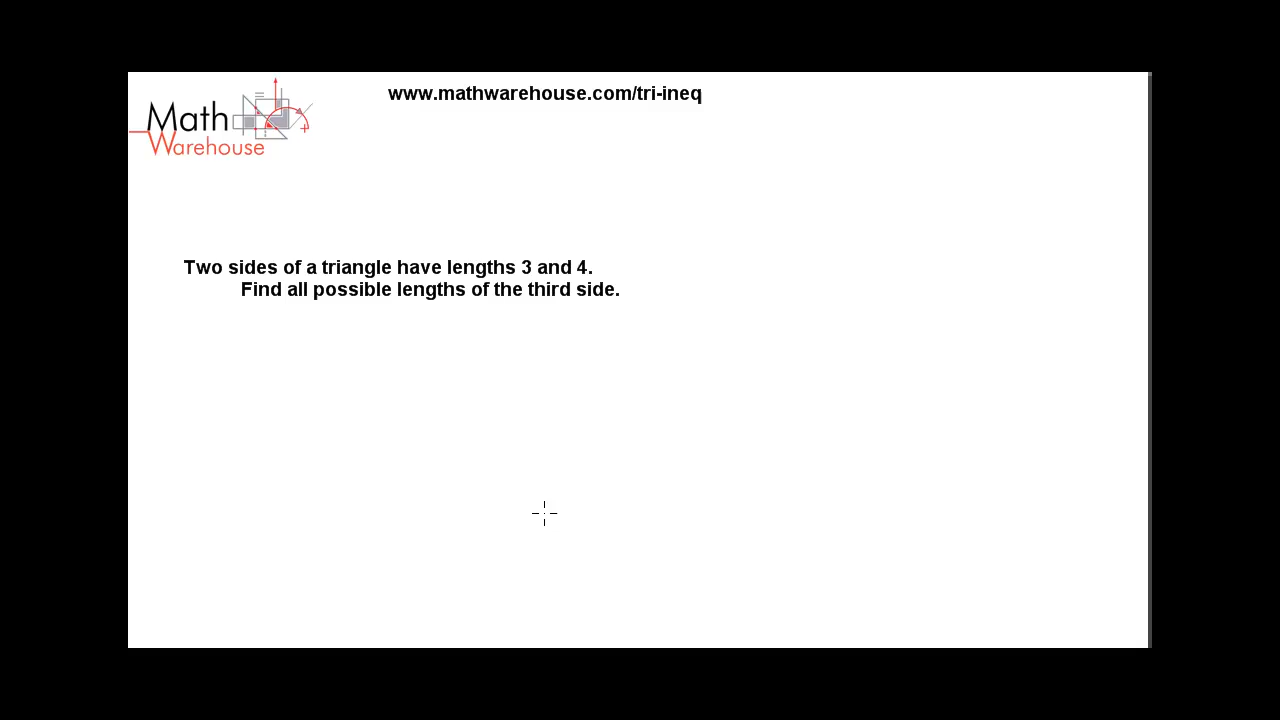 www.mathwarehouse.com/tri-ineq
Math
Warehouse
Two sides of a triangle have lengths 3 and 4.
Find all possible lengths of the third side.